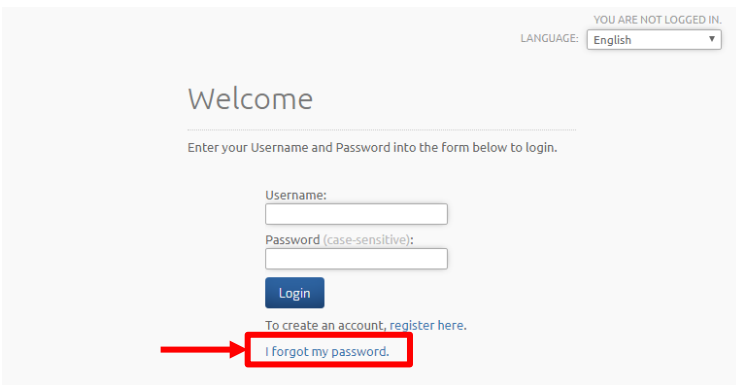 YOU ARE NOT LOGGED IN.
LANGUAGE: English
Welcome
Enter your Username and Password into the form below to login.
Username:
Password (case-sensitive):
Login
To create an account, register here.
I forgot my password.